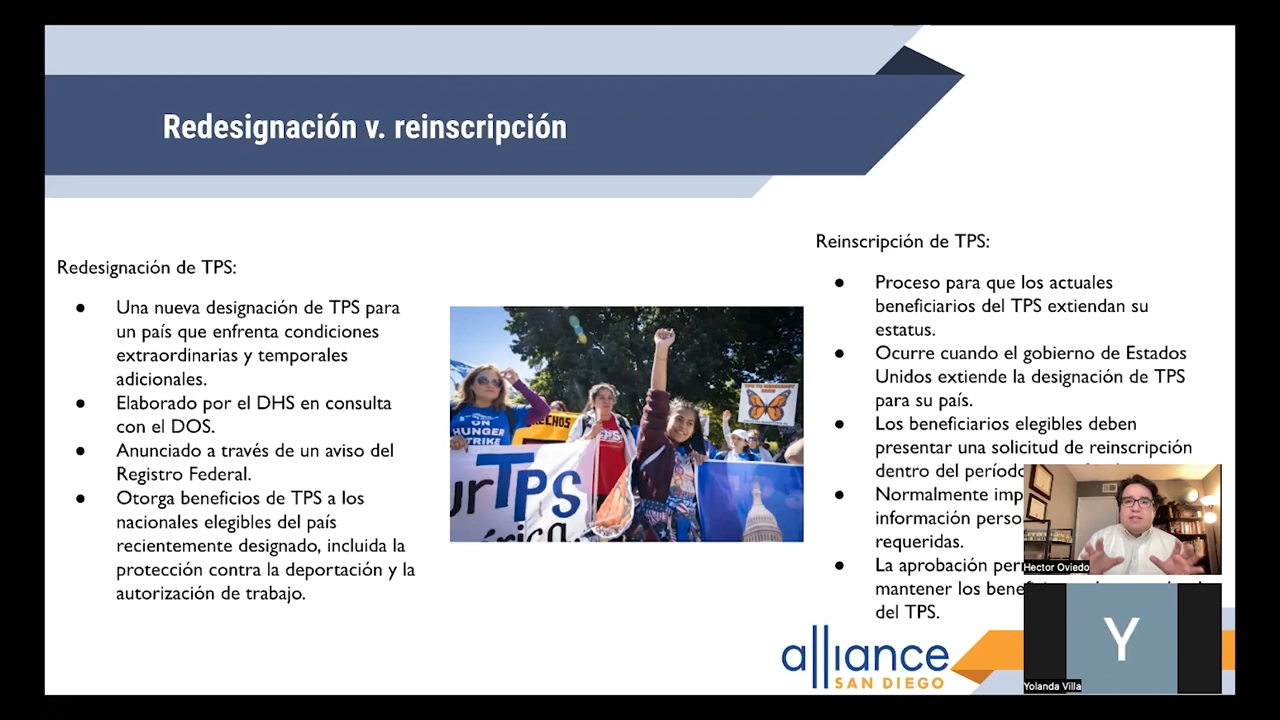 Redesignación v. reinscripción
Redesignación de TPS:
● Una nueva designación de TPS para
un país que enfrenta condiciones
extraordinarias y temporales
adicionales.
● Elaborado por el DHS en consulta
con el DOS.
● Anunciado a través de un aviso del
Registro Federal.
● Otorga beneficios de TPS a los
nacionales elegibles del país
recientemente designado, incluida la
protección contra la deportación y la
autorización de trabajo.
ON
HUNGER
STRIKE
TPS
Reinscripción de TPS:
● Proceso para que los actuales
beneficiarios del TPS extiendan su
estatus.
● Ocurre cuando el gobierno de Estados
Unidos extiende la designación de TPS
para su país.
● Los beneficiarios elegibles deben
presentar una solicitud de reinscripción
dentro del período
● Normalmente
información
requeridas.
● La aprobación
mantener los
del TPS.
Hector Oviedo
Y
Yolanda Villa
alliance
SAN DIEGO